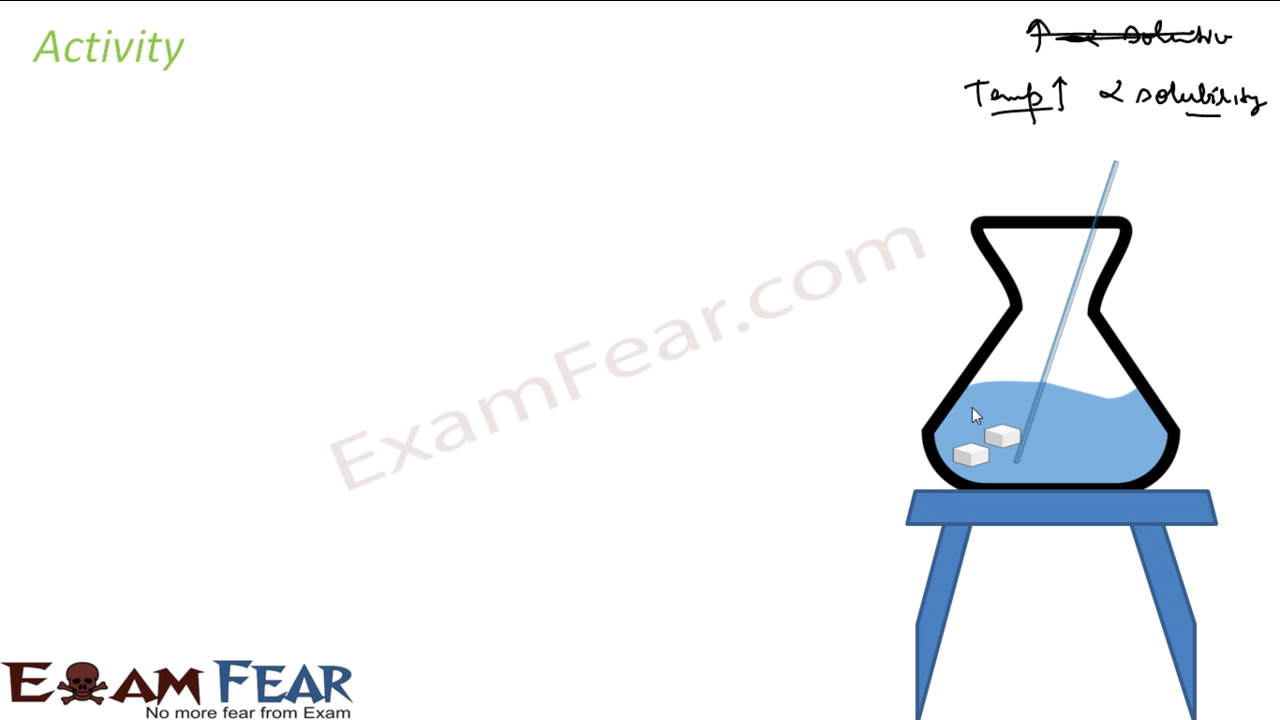 Activity
Temp ↑ ∝ solubility
ExamFear.com
EXAM FEAR
No more fear from Exam